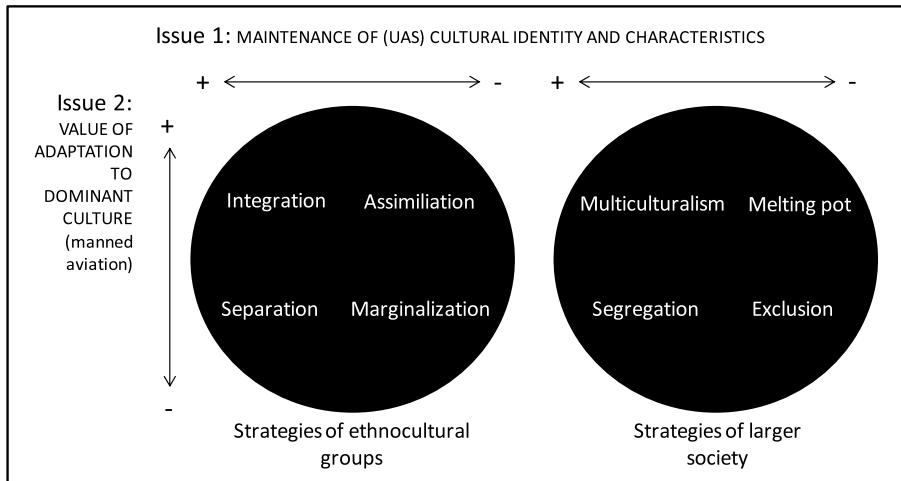 Issue 1: MAINTENANCE OF (UAS) CULTURAL IDENTITY AND CHARACTERISTICS
+ - + -
Issue 2:
VALUE OF
ADAPTATION
TO
DOMINANT
CULTURE
(manned
aviation)
+
-
Integration Assimiliation
Separation Marginalization
Strategies of ethnocultural
groups
Multiculturalism Melting pot
Segregation Exclusion
Strategies of larger
society